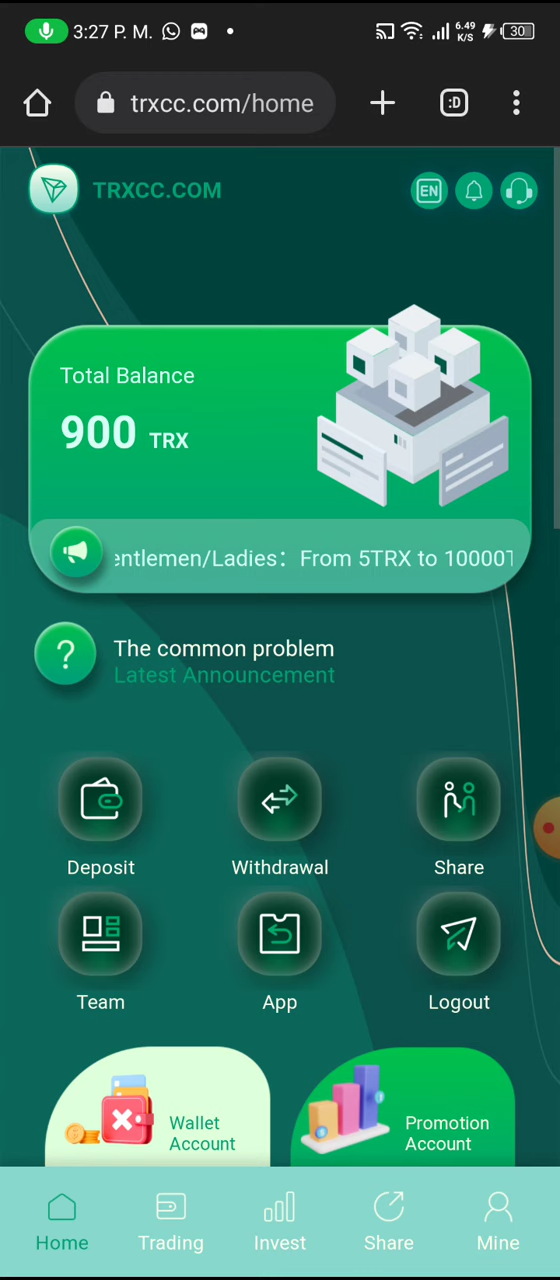 3:27 P. M.
6.49
K/S
30
trxcc.com/home
:D
TRXCC.COM
EN
Total Balance
900 TRX
entlemen/Ladies：From 5TRX to 10000T
?
The common problem
Latest Announcement
Deposit
Withdrawal
Share
Team
App
Logout
Wallet
Account
Promotion
Account
Home
Trading
Invest
Share
Mine